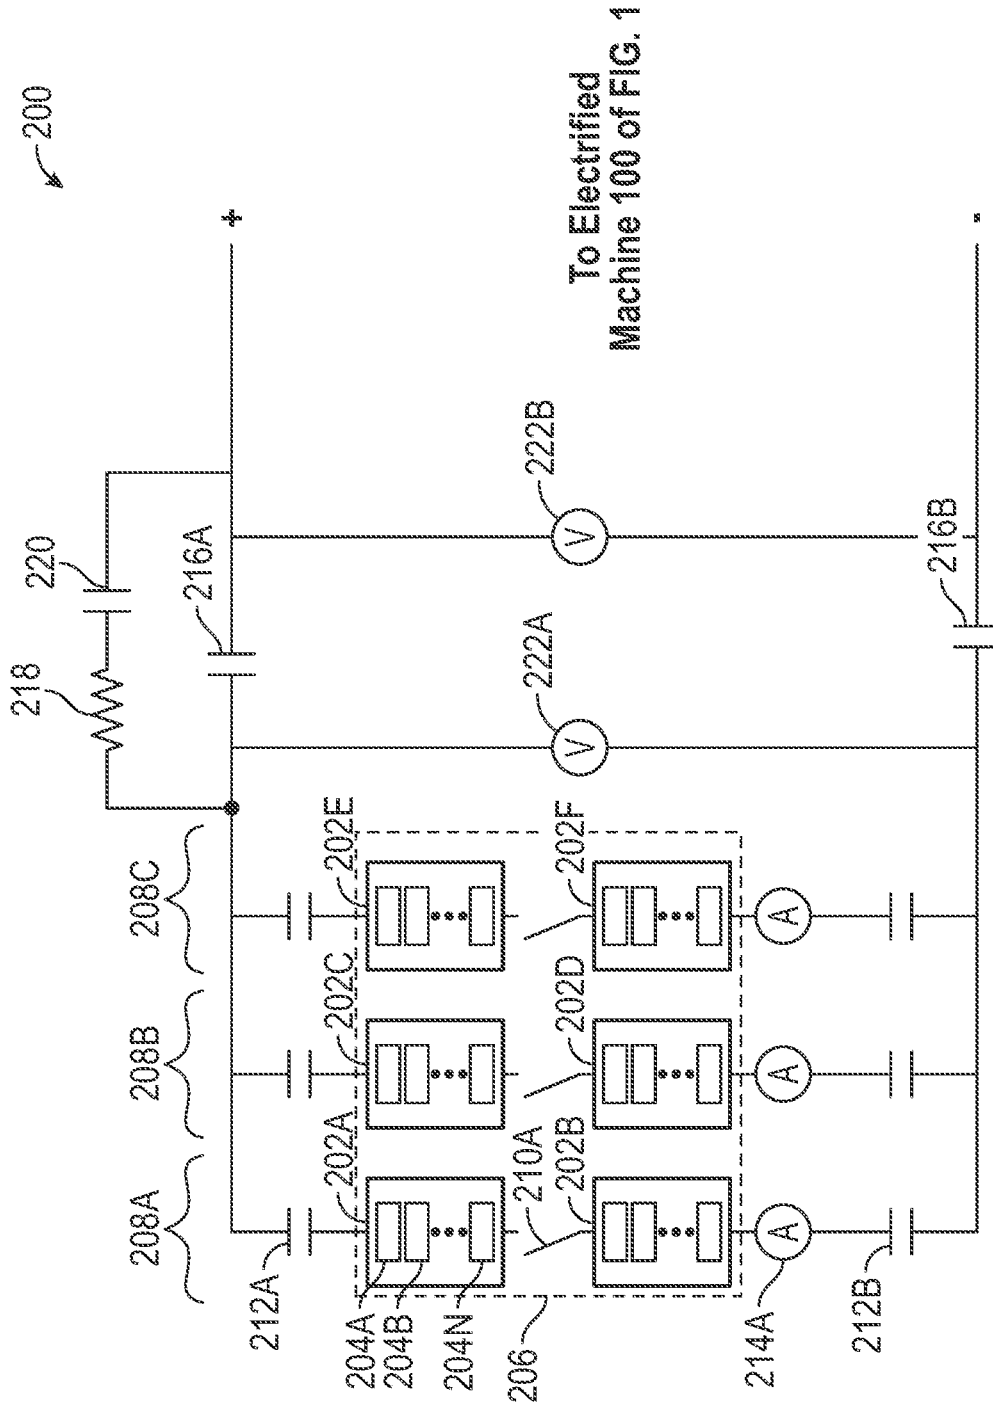 200
220
218
216A
+
208A
208B
208C
212A
202A
202C
202E
204A
204B
204N
210A
202B
202D
202F
206
222A
222B
V
V
To Electrified
Machine 100 of FIG. 1
214A
A
A
A
212B
216B
-